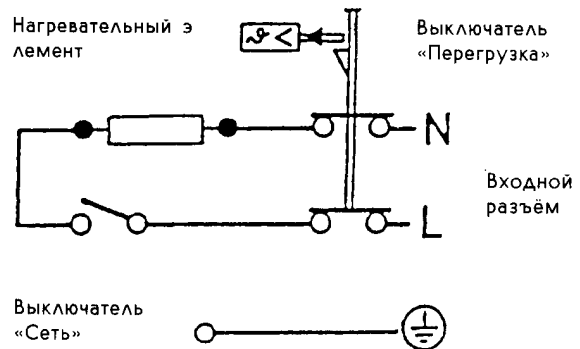 Нагревательный э
лемент
Выключатель
«Перегрузка»
ϑ <
N
Входной
разъём
L
Выключатель
«Сеть»